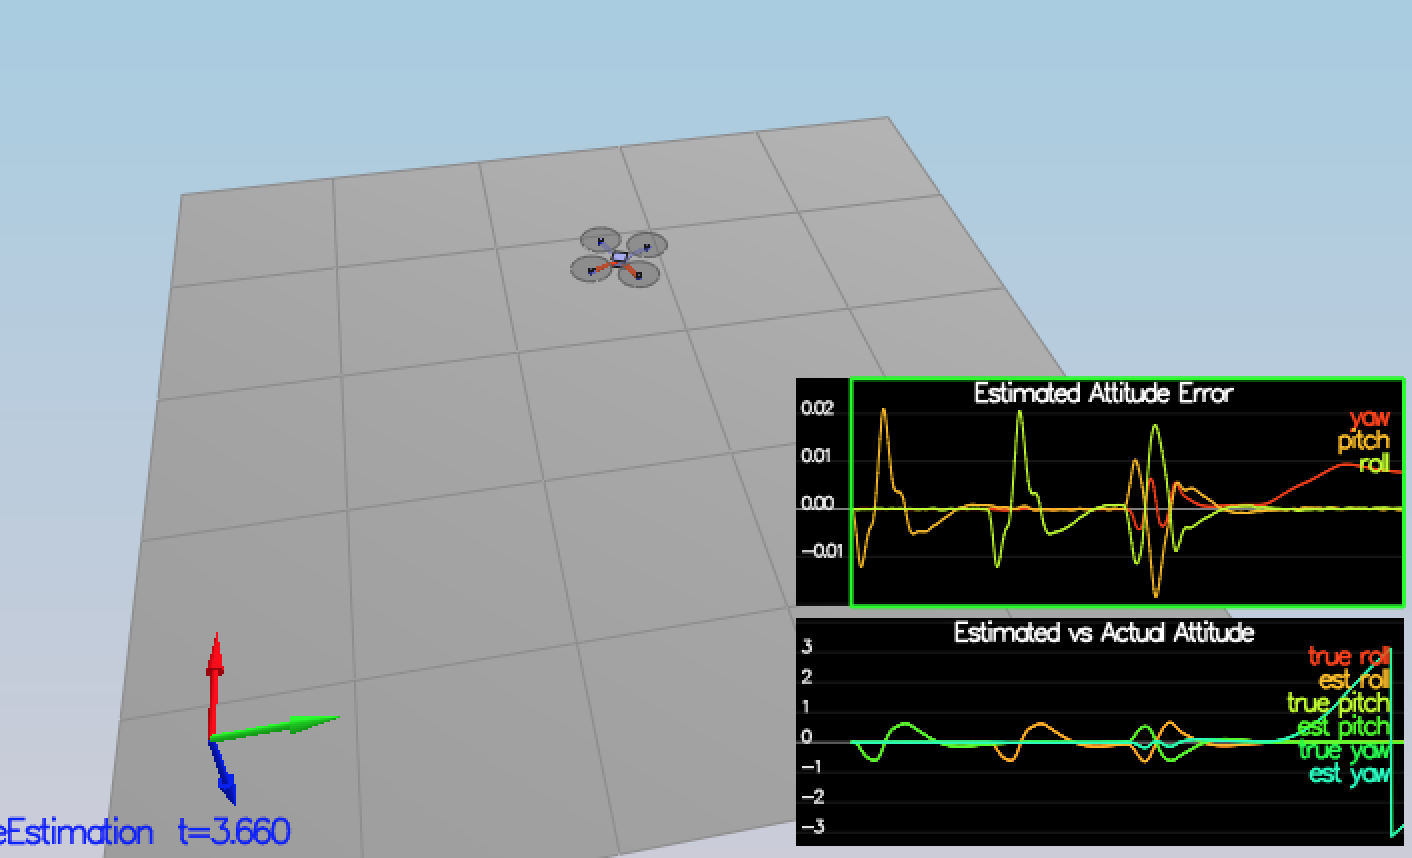 Estimated Attitude Error
0.02
0.01
0.00
-0.01
yaw
pitch
roll
Estimated vs Actual Attitude
3
2
1
0
-1
-2
-3
true roll
est roll
true pitch
est pitch
true yaw
est yaw
eEstimation t=3.660